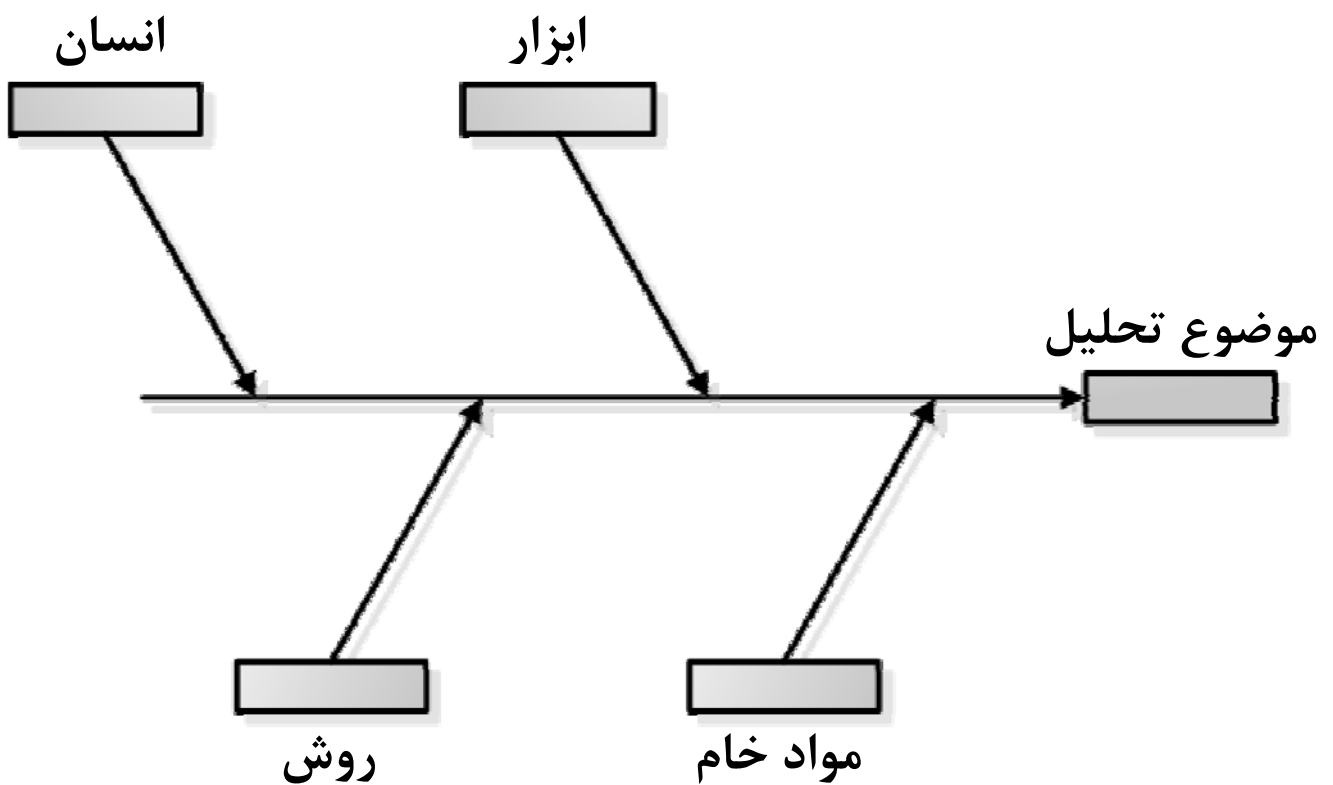 انسان
ابزار
موضوع تحلیل
روش
مواد خام